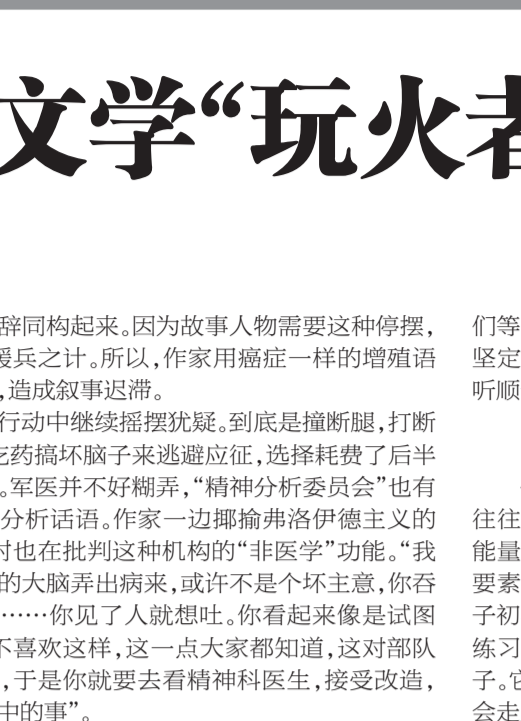 文学“玩火者
辞同构起来。因为故事人物需要这种停摆,
缓兵之计。所以,作家用癌症一样的增殖语
,造成叙事迟滞。
行动中继续摇摆犹疑。到底是撞断腿,打断
吃药搞坏脑子来逃避应征,选择耗费了后半
。军医并不好糊弄,“精神分析委员会”也有
分析话语。作家一边揶揄弗洛伊德主义的
时也在批判这种机构的“非医学”功能。“我
的大脑弄出病来,或许不是个坏主意,你吞
……你见了人就想吐。你看起来像是试图
不喜欢这样,这一点大家都知道,这对部队
,于是你就要去看精神科医生,接受改造,
中的事”。
们等
坚定
听顺
往往
能量
要素
子初
练习
子。它
会走